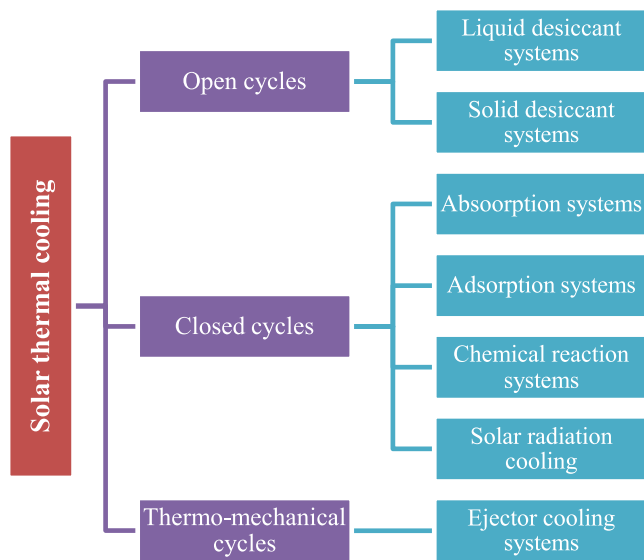 Solar thermal cooling
Open cycles
Liquid desiccant
systems
Solid desiccant
systems
Closed cycles
Absoorption systems
Adsorption systems
Chemical reaction
systems
Solar radiation
cooling
Thermo-mechanical
cycles
Ejector cooling
systems